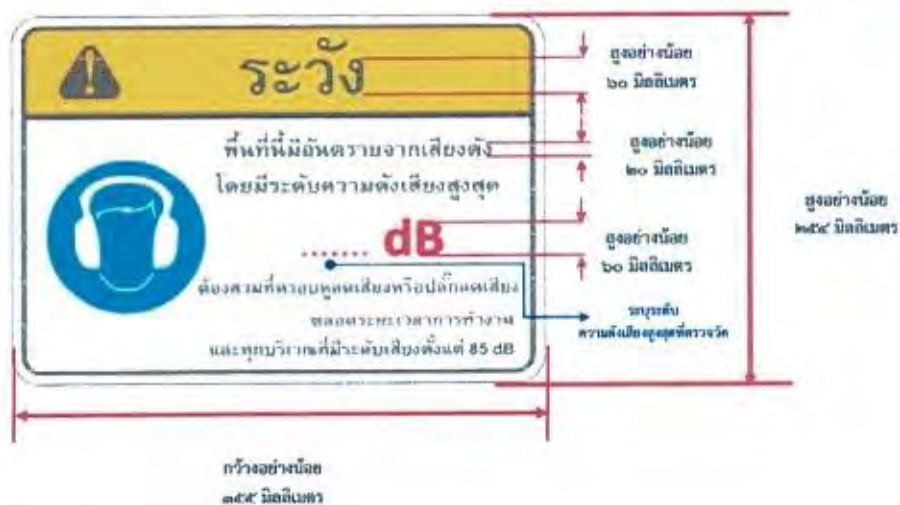 ระวัง
พื้นที่นี้มีอันตรายจากเสียงดัง
โดยมีระดับความดังเสียงสูงสุด
....... dB
ต้องสวมที่ครอบหูลดเสียงหรือปลั๊กลดเสียง
ตลอดระยะเวลาการทำงาน
และทุกบริเวณที่มีระดับเสียงตั้งแต่ 85 dB
สูงอย่างน้อย
๖๐ มิลลิเมตร
สูงอย่างน้อย
๒๐ มิลลิเมตร
สูงอย่างน้อย
๖๐ มิลลิเมตร
ระบุระดับ
ความดังเสียงสูงสุดที่ตรวจวัด
สูงอย่างน้อย
๒๕๔ มิลลิเมตร
กว้างอย่างน้อย
๓๕๕ มิลลิเมตร